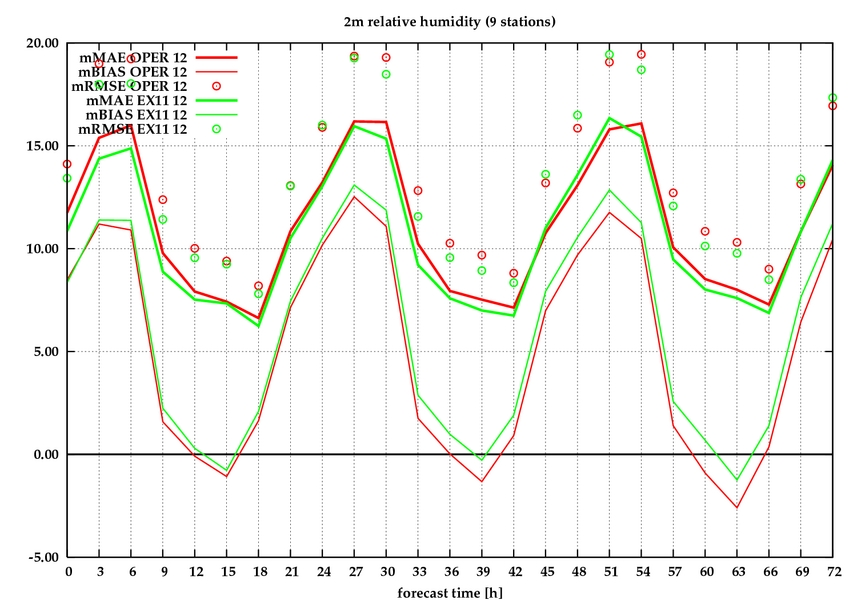 2m relative humidity (9 stations)
20.00
15.00
10.00
5.00
0.00
-5.00
mMAE OPER 12
mBIAS OPER 12
mRMSE OPER 12
mMAE EX11 12
mBIAS EX11 12
mRMSE EX11 12
0 3 6 9 12 15 18 21 24 27 30 33 36 39 42 45 48 51 54 57 60 63 66 69 72
forecast time [h]